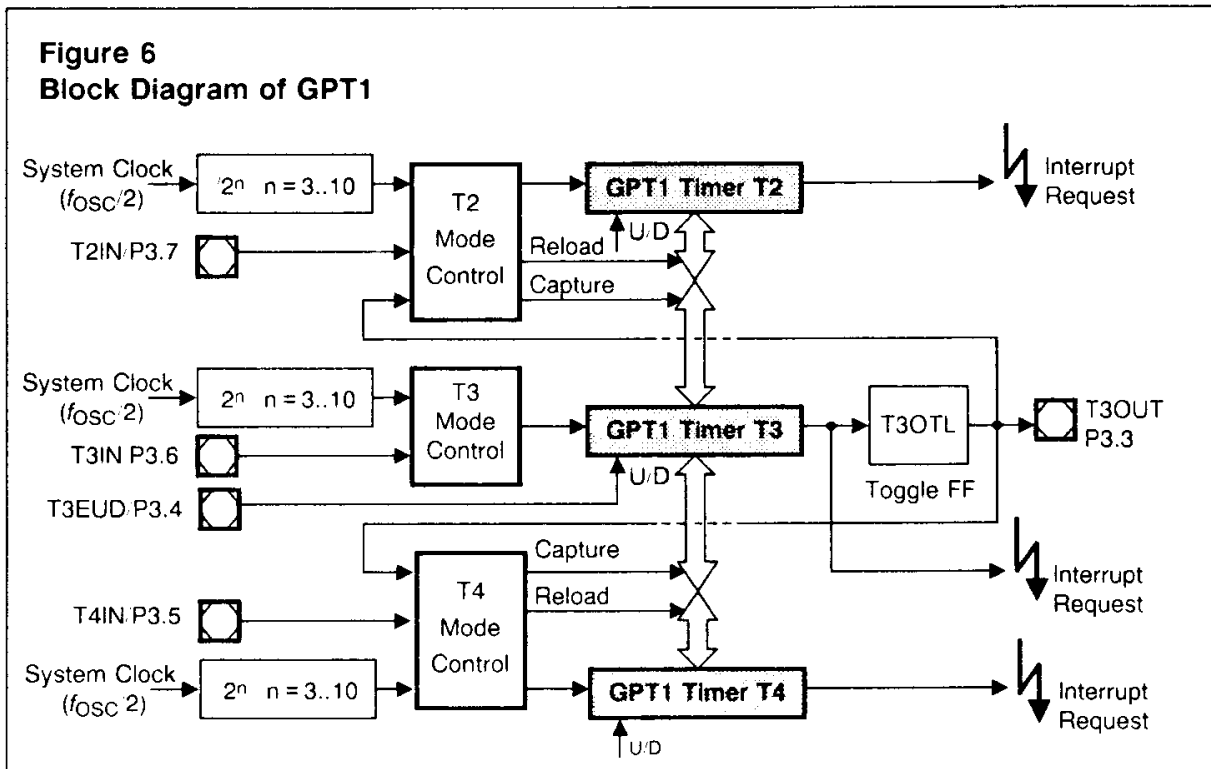 Figure 6
Block Diagram of GPT1
System Clock
(fOSC/2)
/2ⁿ n = 3..10
T2IN/P3.7
T2
Mode
Control
GPT1 Timer T2
U/D
Reload
Capture
Interrupt
Request
System Clock
(fOSC/2)
2ⁿ n = 3..10
T3IN P3.6
T3EUD/P3.4
T3
Mode
Control
GPT1 Timer T3
U/D
T3OTL
Toggle FF
T3OUT
P3.3
Capture
Reload
T4
Mode
Control
T4IN/P3.5
Interrupt
Request
System Clock
(fOSC 2)
2ⁿ n = 3..10
GPT1 Timer T4
U/D
Interrupt
Request